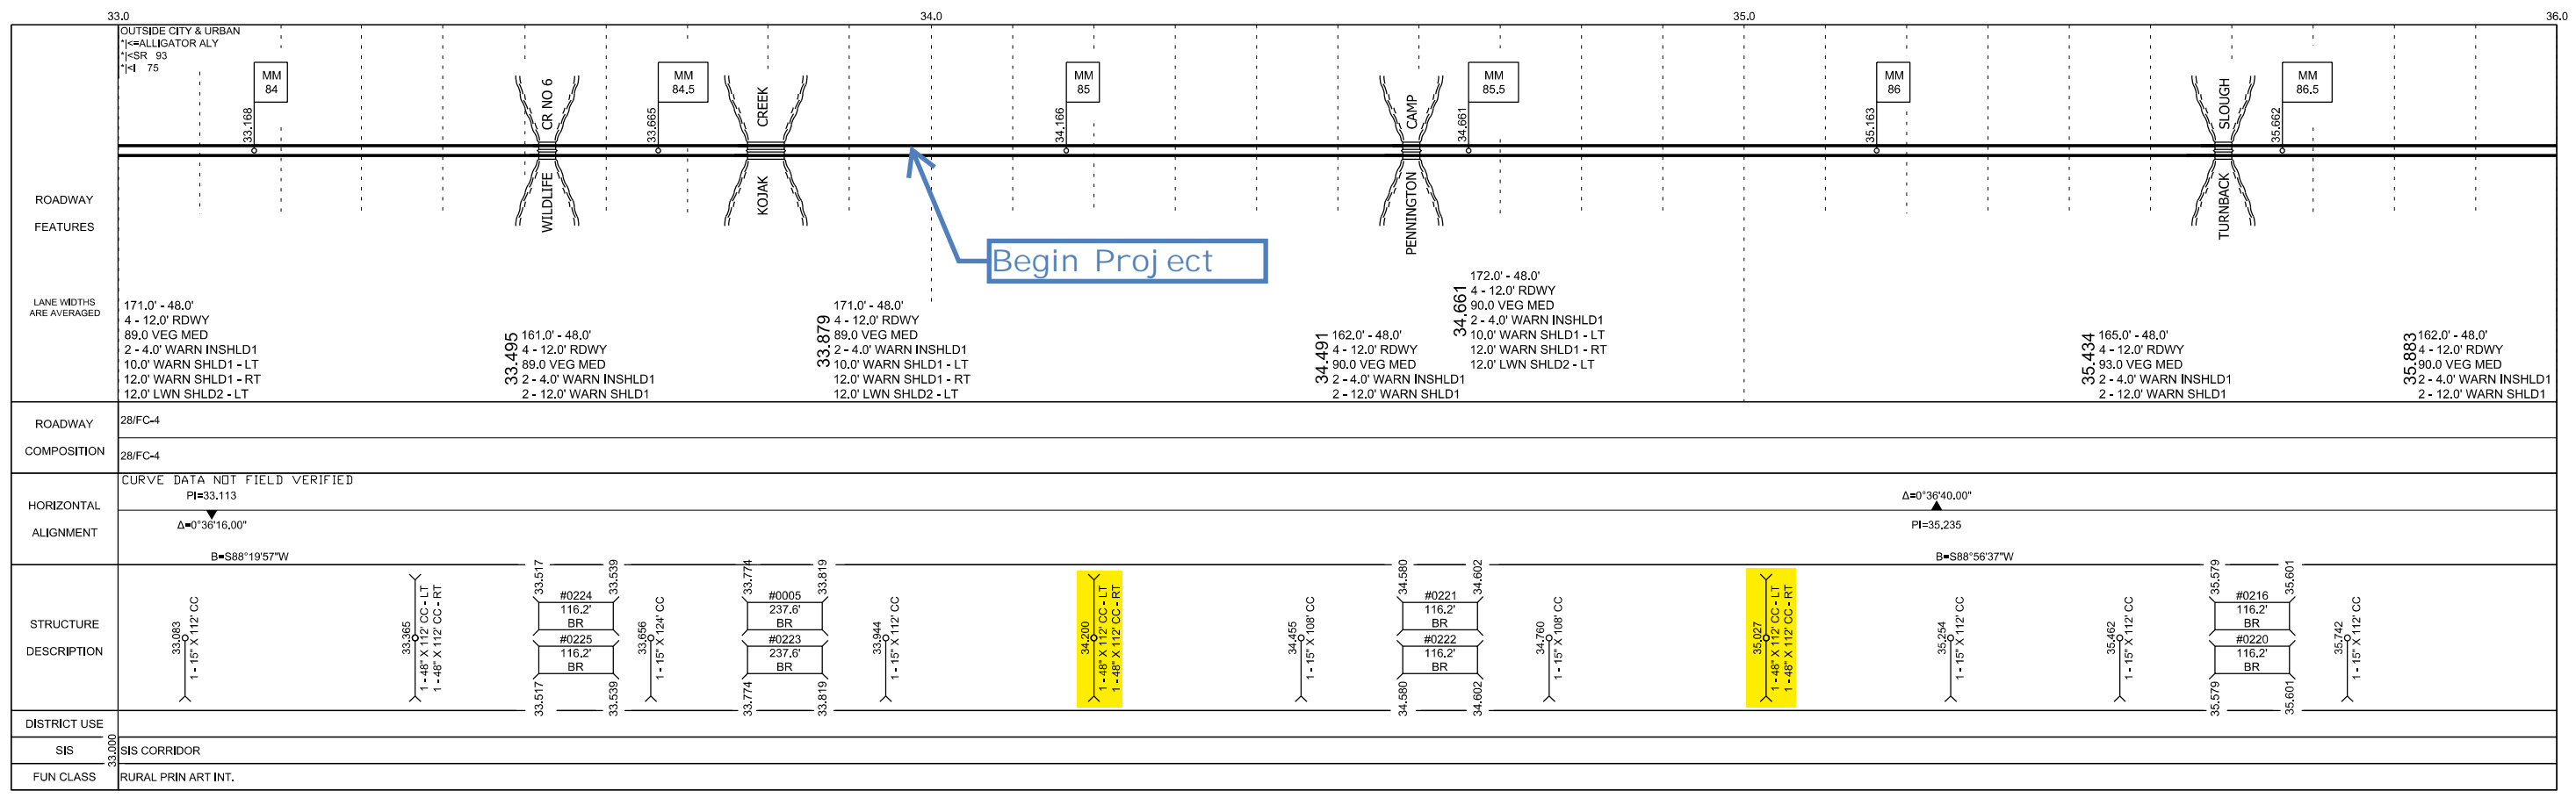 33.0
34.0
35.0
36.0
OUTSIDE CITY & URBAN
*|<=ALLIGATOR ALY
*|<SR 93
*|<I 75
MM
84
33.168
WILDLIFE CR NO 6
MM
84.5
33.665
KOJAK CREEK
MM
85
34.166
PENNINGTON CAMP
MM
85.5
34.661
MM
86
35.163
TURNBACK SLOUGH
MM
86.5
35.662
ROADWAY
FEATURES
Begin Project
LANE WIDTHS
ARE AVERAGED
171.0' - 48.0'
4 - 12.0' RDWY
89.0 VEG MED
2 - 4.0' WARN INSHLD1
10.0' WARN SHLD1 - LT
12.0' WARN SHLD1 - RT
12.0' LWN SHLD2 - LT
33.495
161.0' - 48.0'
4 - 12.0' RDWY
89.0 VEG MED
2 - 4.0' WARN INSHLD1
2 - 12.0' WARN SHLD1
33.879
171.0' - 48.0'
4 - 12.0' RDWY
89.0 VEG MED
2 - 4.0' WARN INSHLD1
10.0' WARN SHLD1 - LT
12.0' WARN SHLD1 - RT
12.0' LWN SHLD2 - LT
34.491
162.0' - 48.0'
4 - 12.0' RDWY
90.0 VEG MED
2 - 4.0' WARN INSHLD1
2 - 12.0' WARN SHLD1
34.661
172.0' - 48.0'
4 - 12.0' RDWY
90.0 VEG MED
2 - 4.0' WARN INSHLD1
10.0' WARN SHLD1 - LT
12.0' WARN SHLD1 - RT
12.0' LWN SHLD2 - LT
35.434
165.0' - 48.0'
4 - 12.0' RDWY
93.0 VEG MED
2 - 4.0' WARN INSHLD1
2 - 12.0' WARN SHLD1
35.883
162.0' - 48.0'
4 - 12.0' RDWY
90.0 VEG MED
2 - 4.0' WARN INSHLD1
2 - 12.0' WARN SHLD1
ROADWAY
COMPOSITION
28/FC-4
28/FC-4
HORIZONTAL
ALIGNMENT
CURVE DATA NOT FIELD VERIFIED
PI=33.113
Δ=0°36'16.00"
B=S88°19'57"W
Δ=0°36'40.00"
PI=35.235
B=S88°56'37"W
STRUCTURE
DESCRIPTION
33.083
1 - 15" X 112' CC
33.365
1 - 48" X 112' CC - LT
1 - 48" X 112' CC - RT
33.517
33.539
#0224
116.2'
BR
#0225
116.2'
BR
33.517
33.539
33.656
1 - 15" X 124' CC
33.774
33.819
#0005
237.6'
BR
#0223
237.6'
BR
33.774
33.819
33.944
1 - 15" X 112' CC
34.200
1 - 48" X 112' CC - LT
1 - 48" X 112' CC - RT
34.455
1 - 15" X 108' CC
34.580
34.602
#0221
116.2'
BR
#0222
116.2'
BR
34.580
34.602
34.760
1 - 15" X 108' CC
35.027
1 - 48" X 112' CC - LT
1 - 48" X 112' CC - RT
35.254
1 - 15" X 112' CC
35.462
1 - 15" X 112' CC
35.579
35.601
#0216
116.2'
BR
#0220
116.2'
BR
35.579
35.601
35.742
1 - 15" X 112' CC
DISTRICT USE
SIS
33.000
SIS CORRIDOR
FUN CLASS
RURAL PRIN ART INT.